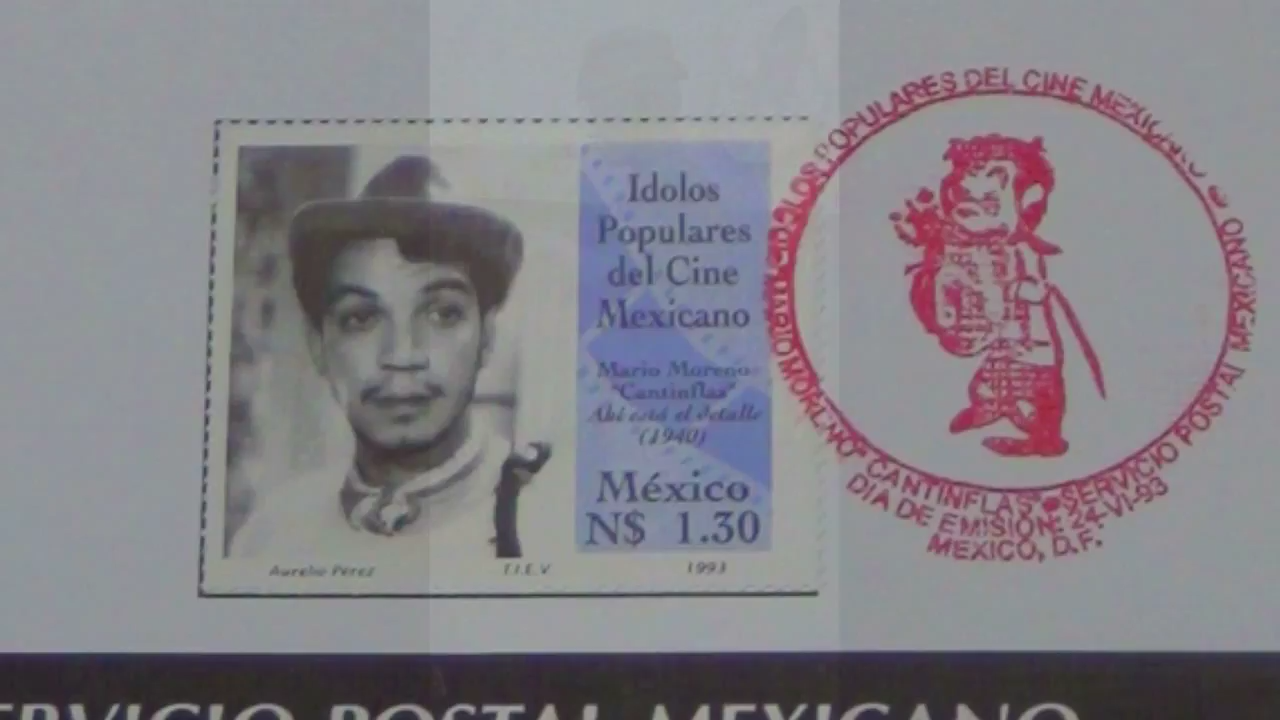 Idolos
Populares
del Cine
Mexicano
Mario Moreno
"Cantinflas"
Ahí está el detalle
(1940)
México
N$ 1.30
Aurelio Pérez
T.I.E.V.
1993
MARIO MORENO" CANTINFLAS" • SERVICIO POSTAL MEXICANO
IDOLOS POPULARES DEL CINE MEXICANO
DIA DE EMISIÓN: 24-VI-93
MEXICO, D.F.
SERVICIO POSTAL MEXICANO